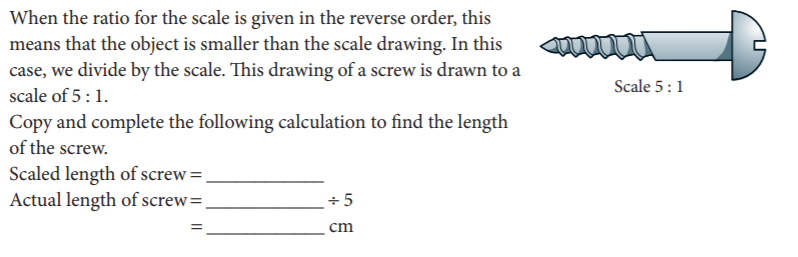 When the ratio for the scale is given in the reverse order, this
means that the object is smaller than the scale drawing. In this
case, we divide by the scale. This drawing of a screw is drawn to a
scale of 5 : 1.
Scale 5 : 1
Copy and complete the following calculation to find the length
of the screw.
Scaled length of screw = ____________
Actual length of screw= ____________ ÷ 5
= ____________ cm